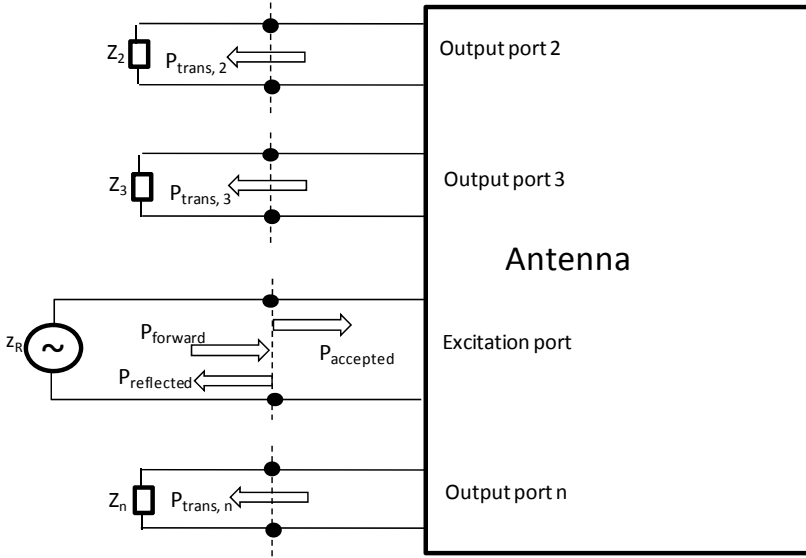 Z2
Ptrans, 2
Output port 2
Z3
Ptrans, 3
Output port 3
Antenna
zR
~
Pforward
Paccepted
Preflected
Excitation port
Zn
Ptrans, n
Output port n